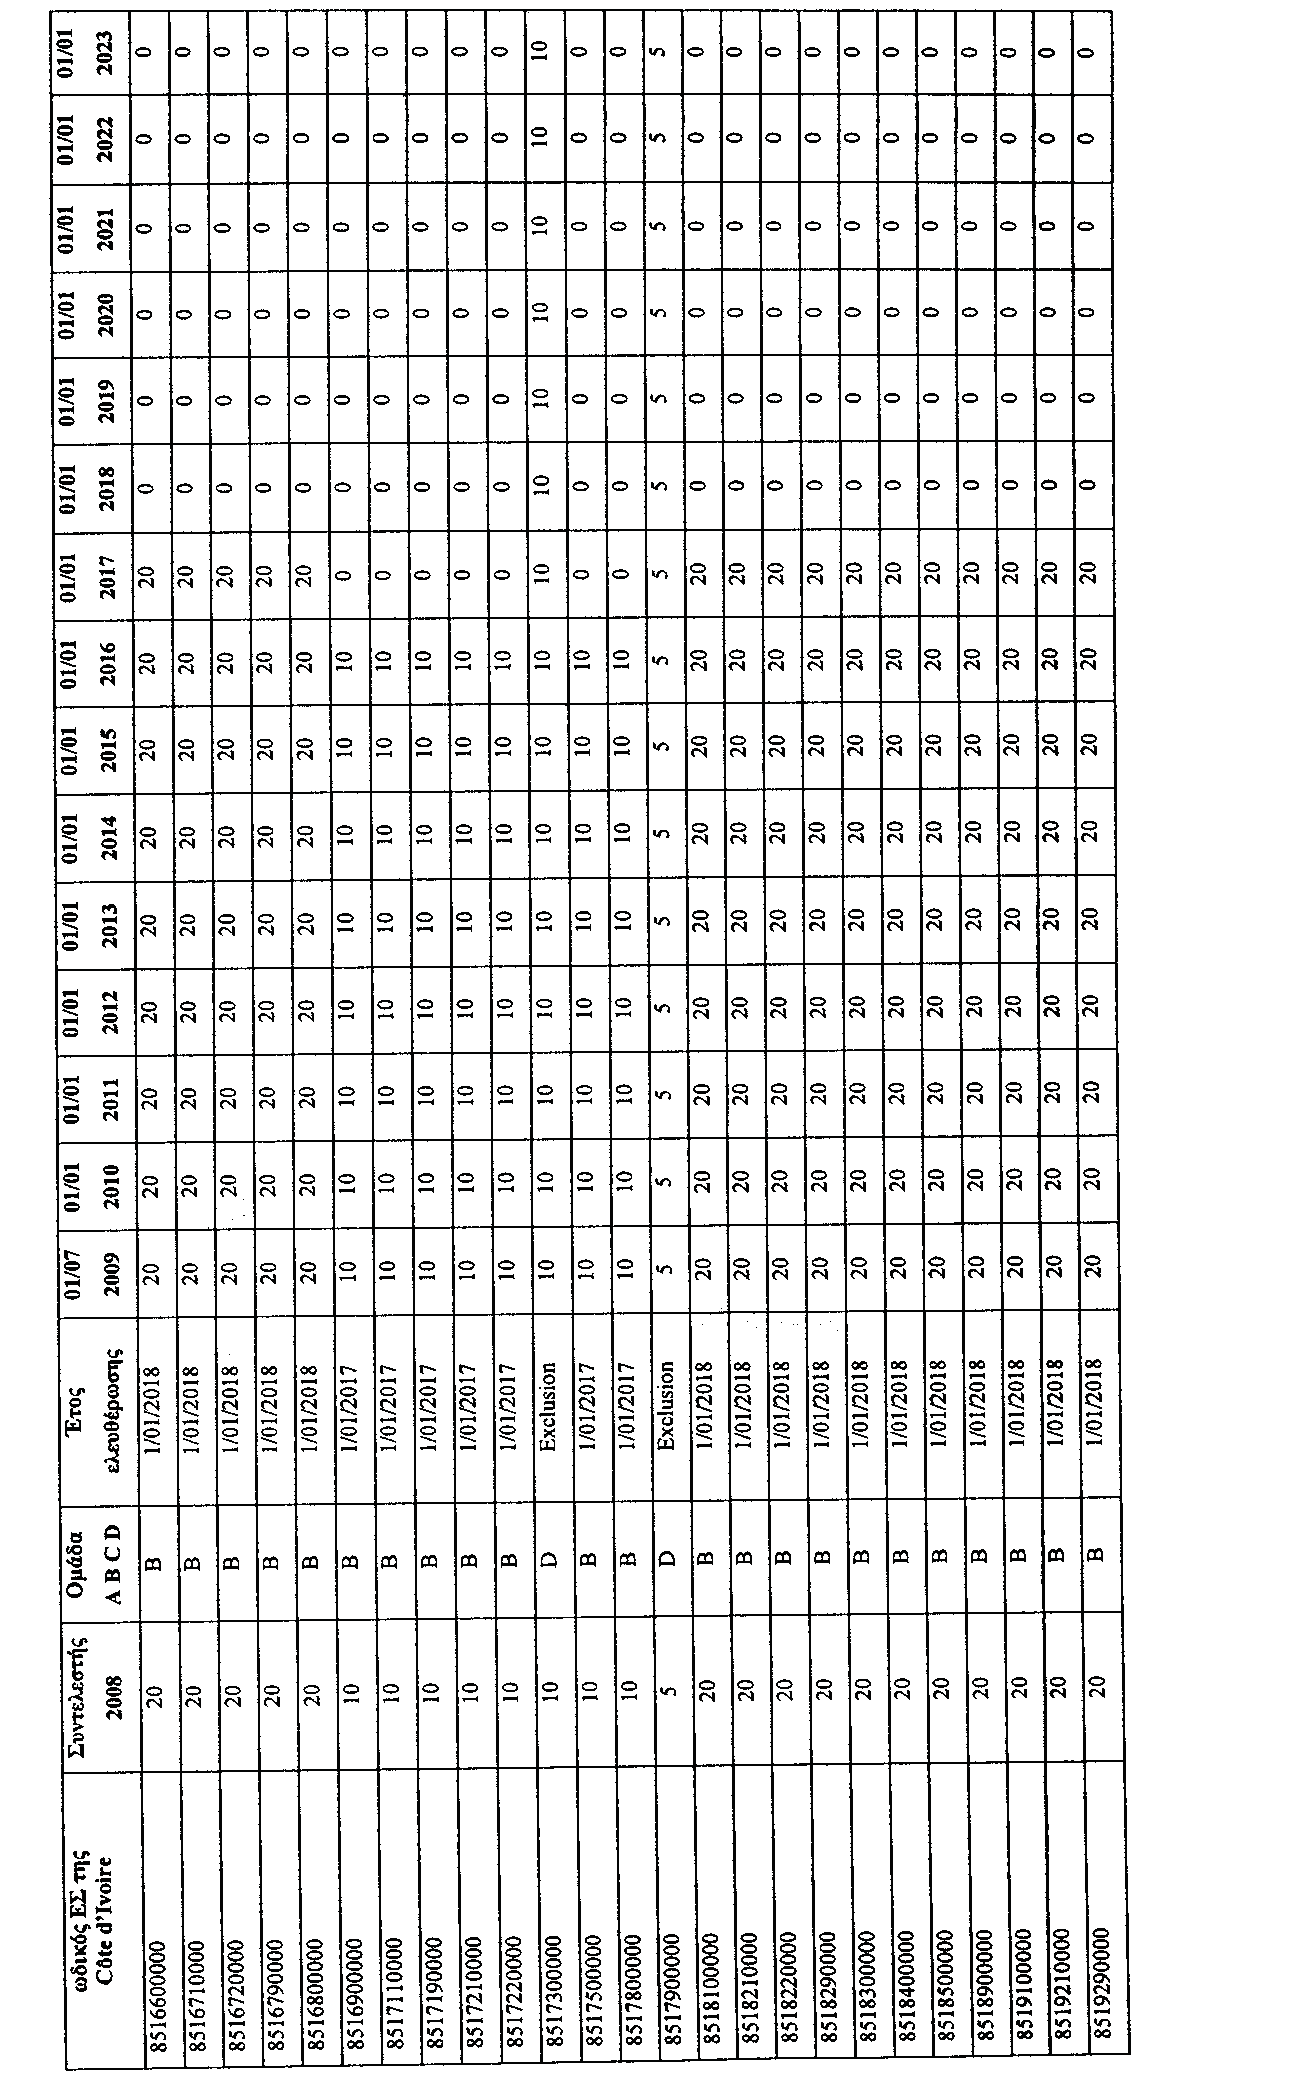 ωδικός ΕΣ της Côte d'Ivoire Συντελεστής 2008 Ομάδα A B C D Έτος ελευθέρωσης 01/07 2009 01/01 2010 01/01 2011 01/01 2012 01/01 2013 01/01 2014 01/01 2015 01/01 2016 01/01 2017 01/01 2018 01/01 2019 01/01 2020 01/01 2021 01/01 2022 01/01 2023
8516600000 20 B 1/01/2018 20 20 20 20 20 20 20 20 20 0 0 0 0 0 0
8516710000 20 B 1/01/2018 20 20 20 20 20 20 20 20 20 0 0 0 0 0 0
8516720000 20 B 1/01/2018 20 20 20 20 20 20 20 20 20 0 0 0 0 0 0
8516790000 20 B 1/01/2018 20 20 20 20 20 20 20 20 20 0 0 0 0 0 0
8516800000 20 B 1/01/2018 20 20 20 20 20 20 20 20 20 0 0 0 0 0 0
8516900000 10 B 1/01/2017 10 10 10 10 10 10 10 10 0 0 0 0 0 0 0
8517110000 10 B 1/01/2017 10 10 10 10 10 10 10 10 0 0 0 0 0 0 0
8517190000 10 B 1/01/2017 10 10 10 10 10 10 10 10 0 0 0 0 0 0 0
8517210000 10 B 1/01/2017 10 10 10 10 10 10 10 10 0 0 0 0 0 0 0
8517220000 10 B 1/01/2017 10 10 10 10 10 10 10 10 0 0 0 0 0 0 0
8517300000 10 D Exclusion 10 10 10 10 10 10 10 10 10 10 10 10 10 10 10
8517500000 10 B 1/01/2017 10 10 10 10 10 10 10 10 0 0 0 0 0 0 0
8517800000 10 B 1/01/2017 10 10 10 10 10 10 10 10 0 0 0 0 0 0 0
8517900000 5 D Exclusion 5 5 5 5 5 5 5 5 5 5 5 5 5 5 5
8518100000 20 B 1/01/2018 20 20 20 20 20 20 20 20 20 0 0 0 0 0 0
8518210000 20 B 1/01/2018 20 20 20 20 20 20 20 20 20 0 0 0 0 0 0
8518220000 20 B 1/01/2018 20 20 20 20 20 20 20 20 20 0 0 0 0 0 0
8518290000 20 B 1/01/2018 20 20 20 20 20 20 20 20 20 0 0 0 0 0 0
8518300000 20 B 1/01/2018 20 20 20 20 20 20 20 20 20 0 0 0 0 0 0
8518400000 20 B 1/01/2018 20 20 20 20 20 20 20 20 20 0 0 0 0 0 0
8518500000 20 B 1/01/2018 20 20 20 20 20 20 20 20 20 0 0 0 0 0 0
8518900000 20 B 1/01/2018 20 20 20 20 20 20 20 20 20 0 0 0 0 0 0
8519100000 20 B 1/01/2018 20 20 20 20 20 20 20 20 20 0 0 0 0 0 0
8519210000 20 B 1/01/2018 20 20 20 20 20 20 20 20 20 0 0 0 0 0 0
8519290000 20 B 1/01/2018 20 20 20 20 20 20 20 20 20 0 0 0 0 0 0